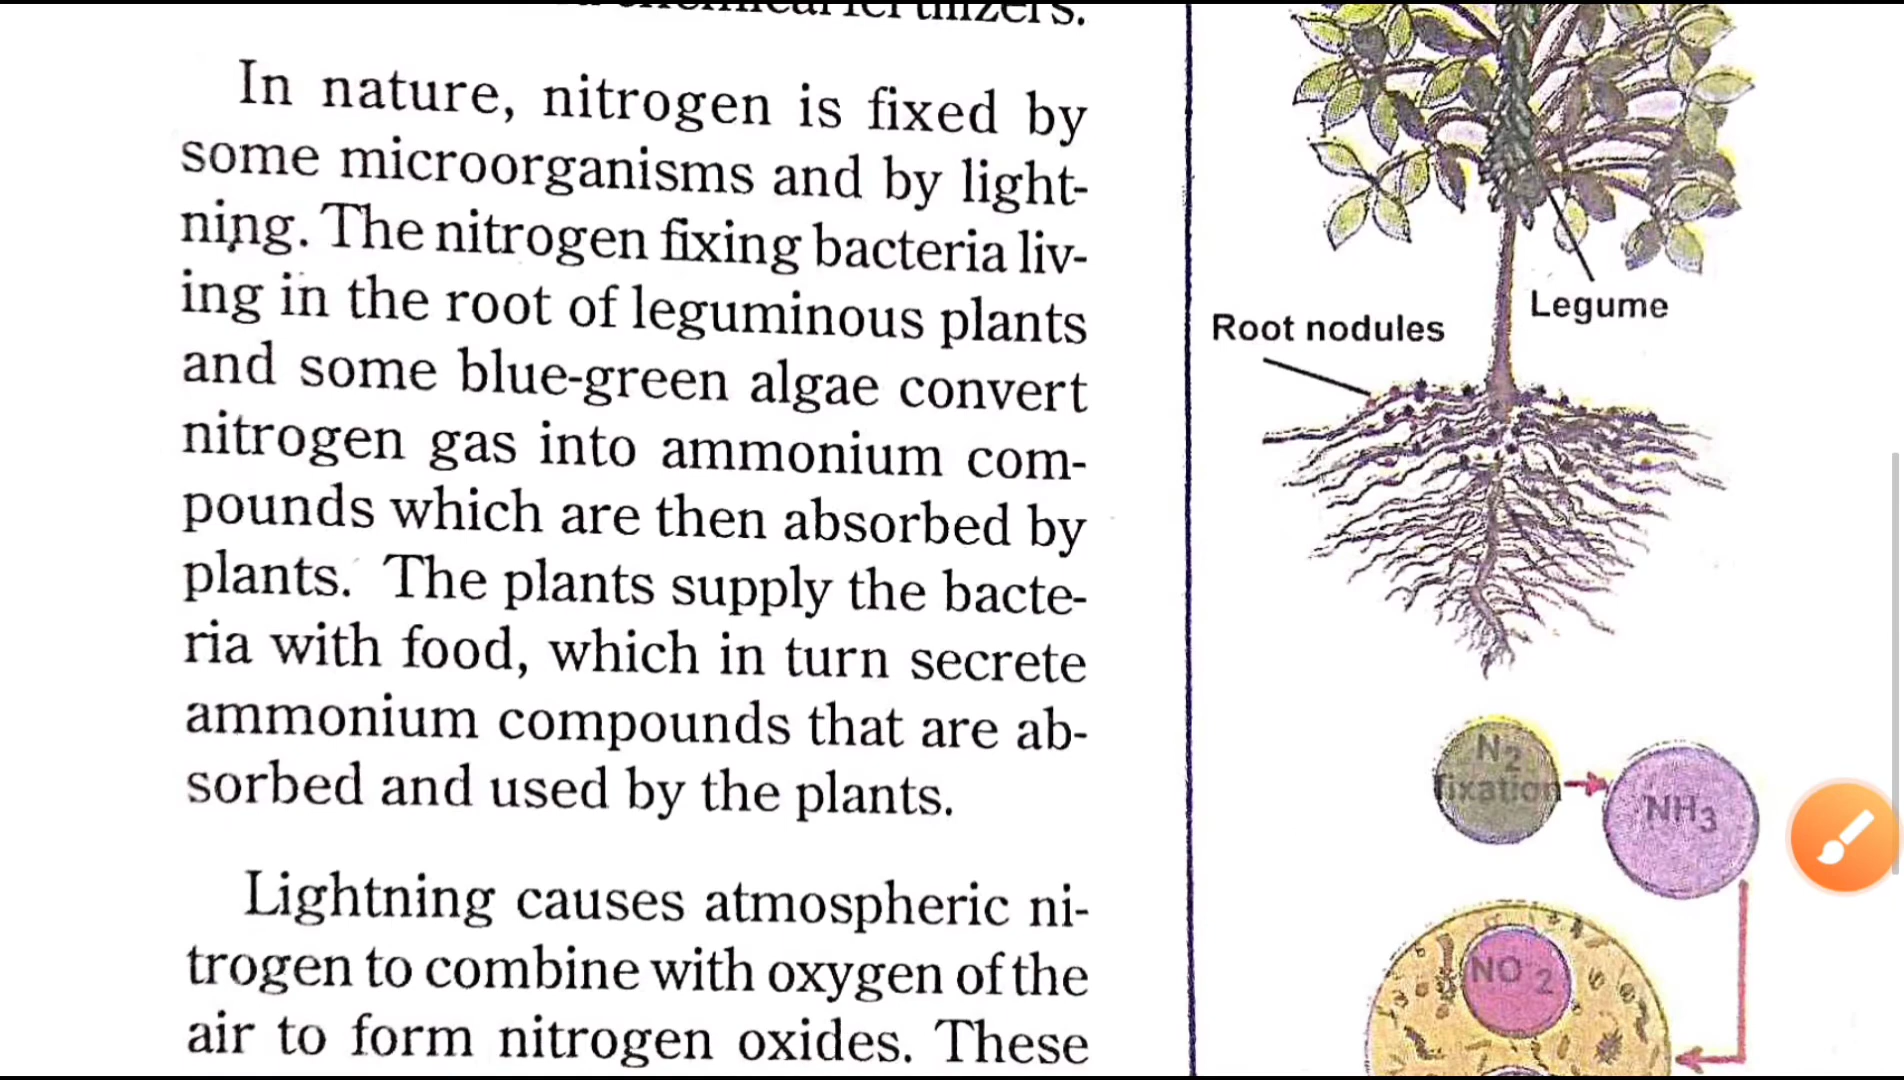 chemical fertilizers.
In nature, nitrogen is fixed by
some microorganisms and by light-
ning. The nitrogen fixing bacteria liv-
ing in the root of leguminous plants
and some blue-green algae convert
nitrogen gas into ammonium com-
pounds which are then absorbed by
plants. The plants supply the bacte-
ria with food, which in turn secrete
ammonium compounds that are ab-
sorbed and used by the plants.
Lightning causes atmospheric ni-
trogen to combine with oxygen of the
air to form nitrogen oxides. These
Legume
Root nodules
N2
fixation
NH3
NO2